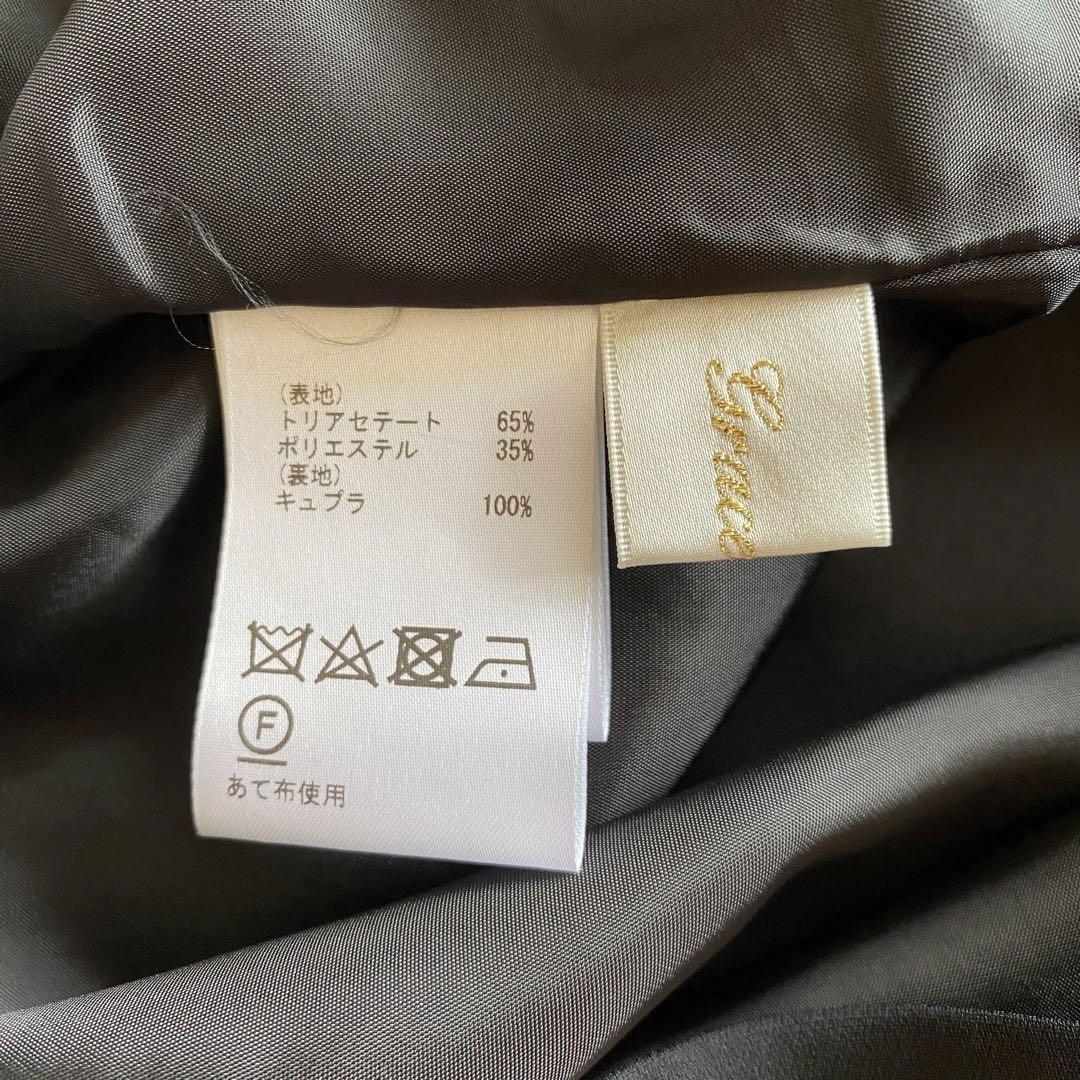 (表地)
トリアセテート 65%
ポリエステル 35%
(裏地)
キュプラ 100%
F
あて布使用
Grace